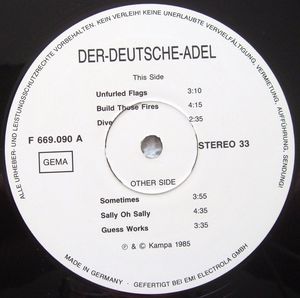 ALLE URHEBER- UND LEISTUNGSSCHUTZRECHTE VORBEHALTEN. KEIN VERLEIH! KEINE UNERLAUBTE VERVIELFÄLTIGUNG, VERMIETUNG, AUFFÜHRUNG, SENDUNG!
DER-DEUTSCHE-ADEL
This Side
Unfurled Flags 3:10
Build Those Fires 4:15
Dive 2:35
F 669.090 A
STEREO 33
GEMA
OTHER SIDE
Sometimes 3:55
Sally Oh Sally 4:35
Guess Works 3:35
℗ & © Kampa 1985
MADE IN GERMANY · GEFERTIGT BEI EMI ELECTROLA GMBH